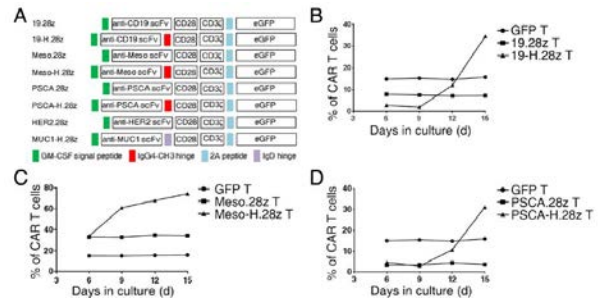 A
19.28z anti-CD19.scFv CD28 CD3ζ eGFP
19-H.28z anti-CD19.scFv CD28 CD3ζ eGFP
Meso.28z anti-Meso scFv CD28 CD3ζ eGFP
Meso-H.28z anti-Meso scFv CD28 CD3ζ eGFP
PSCA.28z anti-PSCA scFv CD28 CD3ζ eGFP
PSCA-H.28z anti-PSCA scFv CD28 CD3ζ eGFP
HER2.28z anti-HER2 scFv CD28 CD3ζ eGFP
MUC1-H.28z anti-MUC1 scFv CD28 CD3ζ eGFP
GM-CSF signal peptide IgG4-CH3 hinge 2A peptide IgD hinge
B
% of CAR T cells
40
30
20
10
0
GFP T
19.28z T
19-H.28z T
3 6 9 12 15
Days in culture (d)
C
% of CAR T cells
80
60
40
20
0
GFP T
Meso.28z T
Meso-H.28z T
3 6 9 12 15
Days in culture (d)
D
% of CAR T cells
40
30
20
10
0
GFP T
PSCA.28z T
PSCA-H.28z T
3 6 9 12 15
Days in culture (d)